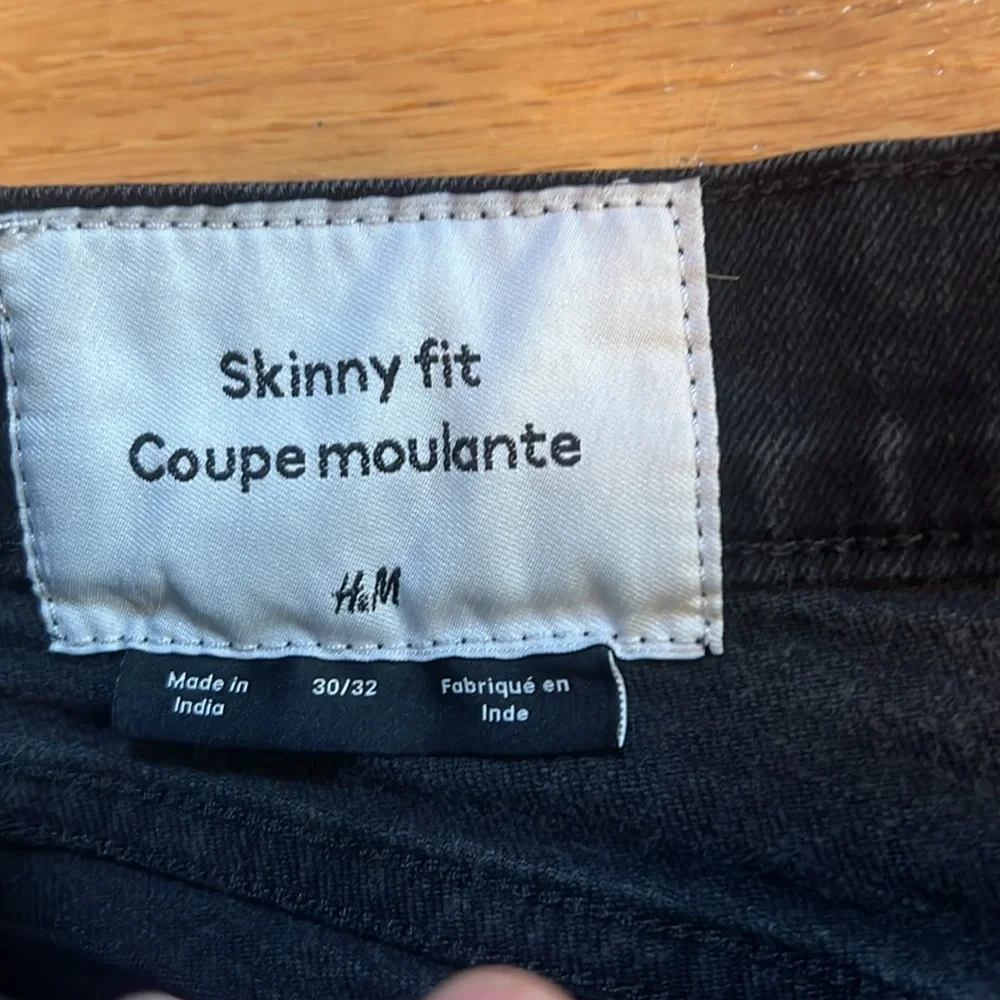 Skinny fit
Coupe moulante
H&M
Made in
India
30/32
Fabriqué en
Inde